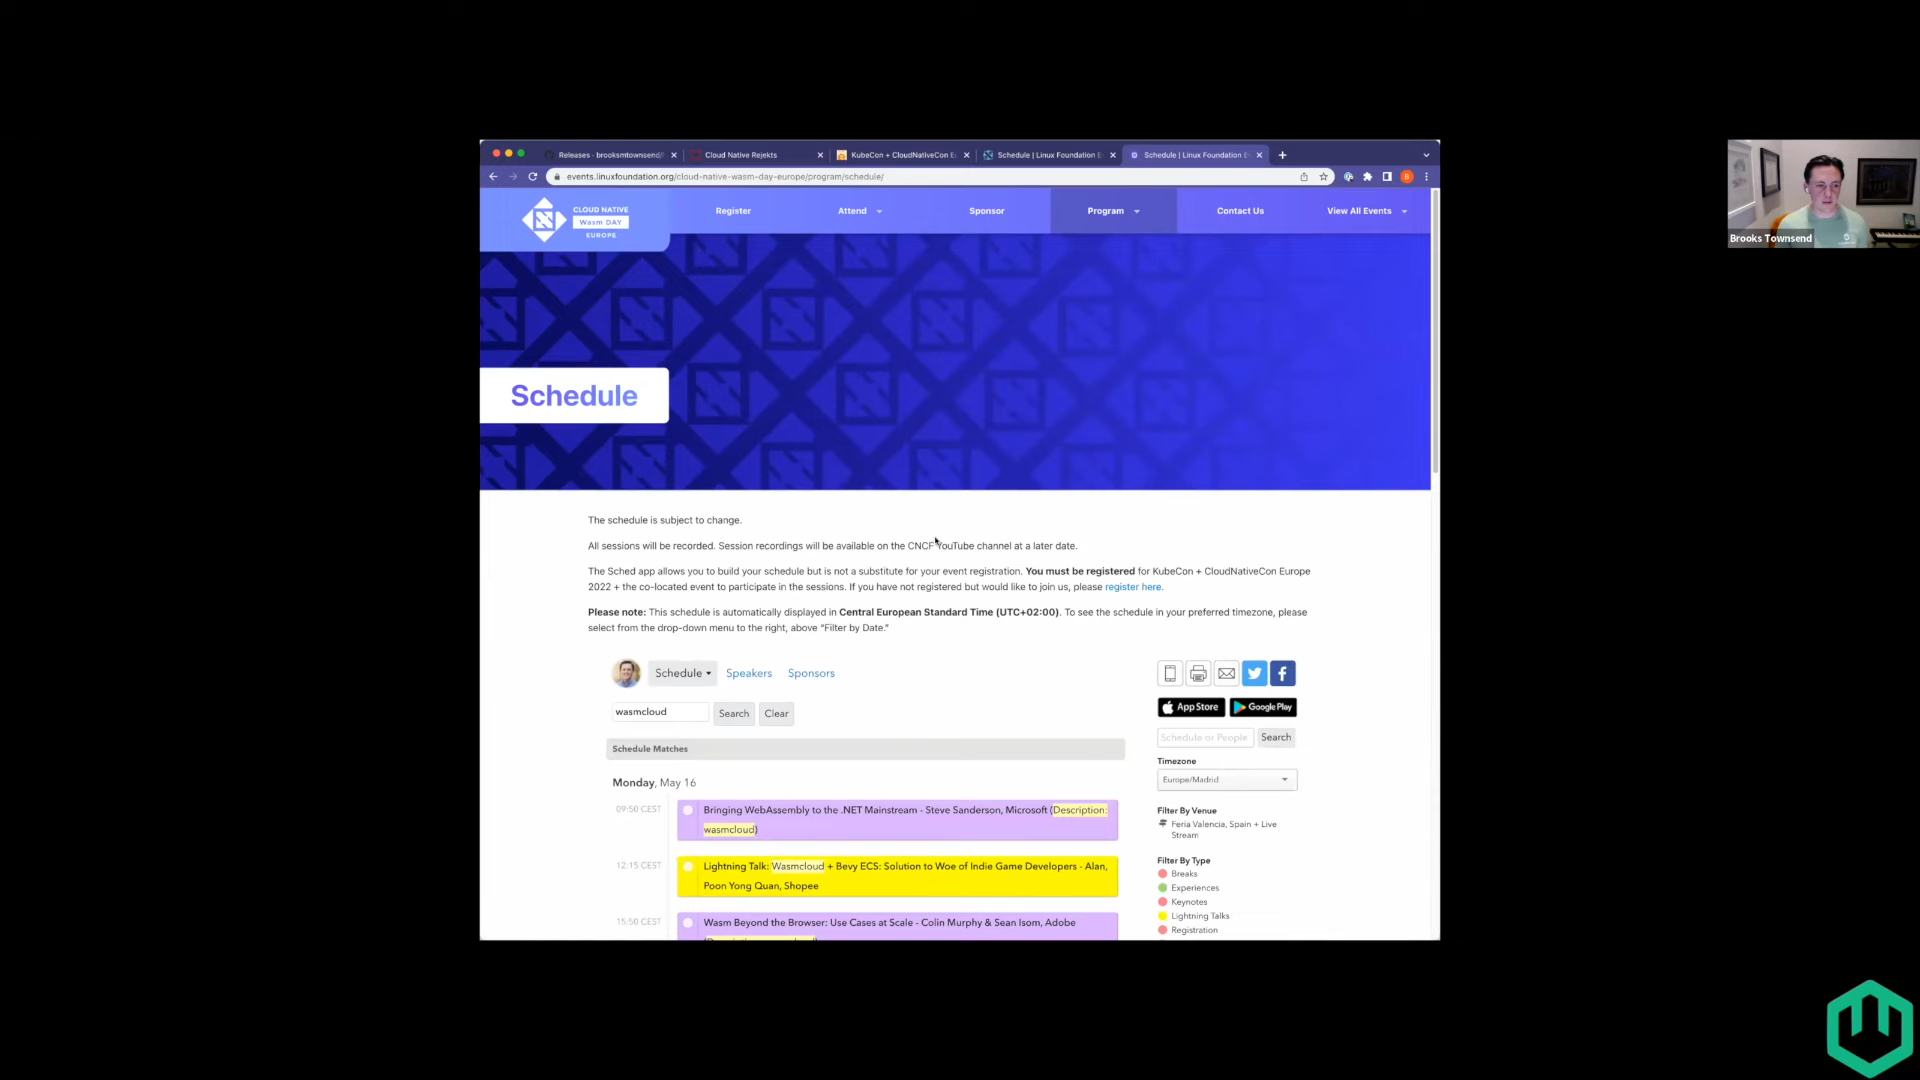 Releases · brooksmtownsend/
Cloud Native Rejekts
KubeCon + CloudNativeCon E
Schedule | Linux Foundation E
Schedule | Linux Foundation E
events.linuxfoundation.org/cloud-native-wasm-day-europe/program/schedule/
CLOUD NATIVE
Wasm DAY
EUROPE
Register
Attend
Sponsor
Program
Contact Us
View All Events
Brooks Townsend
Schedule
The schedule is subject to change.
All sessions will be recorded. Session recordings will be available on the CNCF YouTube channel at a later date.
The Sched app allows you to build your schedule but is not a substitute for your event registration. You must be registered for KubeCon + CloudNativeCon Europe
2022 + the co-located event to participate in the sessions. If you have not registered but would like to join us, please register here.
Please note: This schedule is automatically displayed in Central European Standard Time (UTC+02:00). To see the schedule in your preferred timezone, please
select from the drop-down menu to the right, above “Filter by Date.”
Schedule
Speakers
Sponsors
wasmcloud
Search
Clear
Schedule Matches
Monday, May 16
09:50 CEST
Bringing WebAssembly to the .NET Mainstream - Steve Sanderson, Microsoft (Description:
wasmcloud)
12:15 CEST
Lightning Talk: Wasmcloud + Bevy ECS: Solution to Woe of Indie Game Developers - Alan,
Poon Yong Quan, Shopee
15:50 CEST
Wasm Beyond the Browser: Use Cases at Scale - Colin Murphy & Sean Isom, Adobe
App Store
Google Play
Schedule or People
Search
Timezone
Europe/Madrid
Filter By Venue
Feria Valencia, Spain + Live
Stream
Filter By Type
Breaks
Experiences
Keynotes
Lightning Talks
Registration